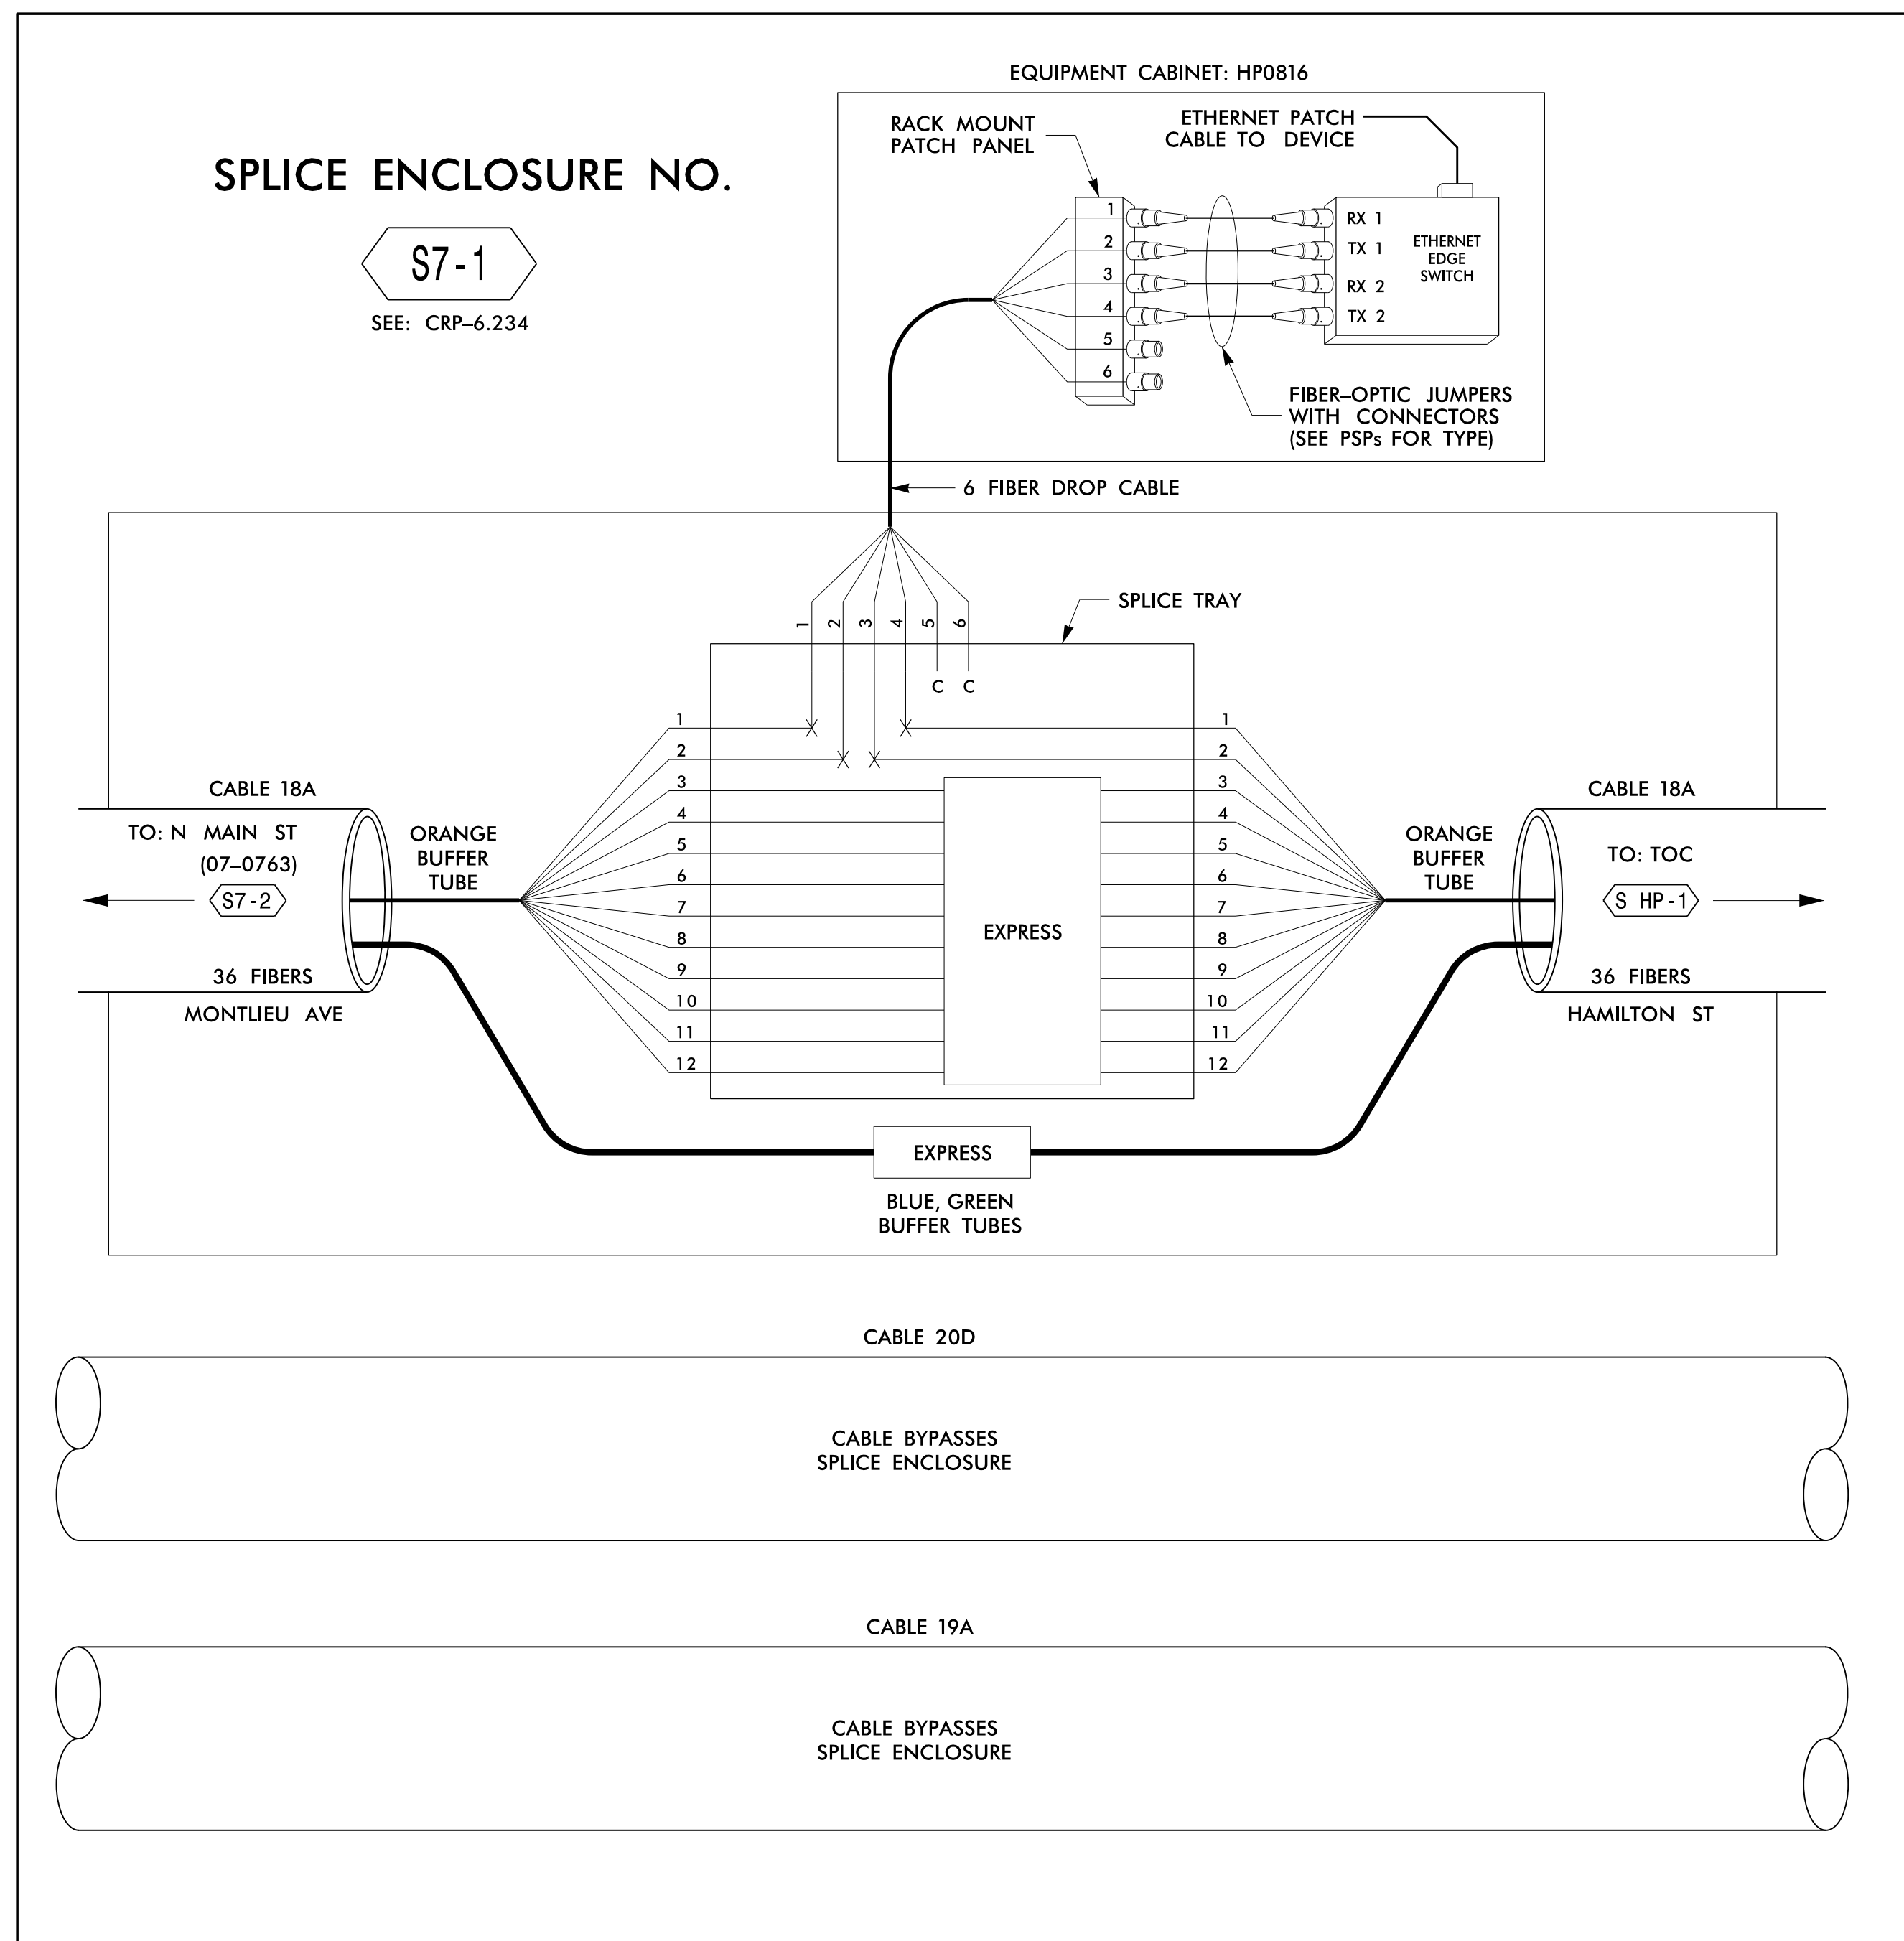 EQUIPMENT CABINET: HP0816
RACK MOUNT
PATCH PANEL
ETHERNET PATCH
CABLE TO DEVICE
SPLICE ENCLOSURE NO.
S7-1
SEE: CRP–6.234
1
2
3
4
5
6
RX 1
TX 1
RX 2
TX 2
ETHERNET
EDGE
SWITCH
FIBER–OPTIC JUMPERS
WITH CONNECTORS
(SEE PSPs FOR TYPE)
6 FIBER DROP CABLE
SPLICE TRAY
1 2 3 4 5 6
C C
1
2
3
4
5
6
7
8
9
10
11
12
1
2
3
4
5
6
7
8
9
10
11
12
EXPRESS
CABLE 18A
TO: N MAIN ST
(07–0763)
S7-2
36 FIBERS
MONTLIEU AVE
ORANGE
BUFFER
TUBE
ORANGE
BUFFER
TUBE
CABLE 18A
TO: TOC
S HP-1
36 FIBERS
HAMILTON ST
EXPRESS
BLUE, GREEN
BUFFER TUBES
CABLE 20D
CABLE BYPASSES
SPLICE ENCLOSURE
CABLE 19A
CABLE BYPASSES
SPLICE ENCLOSURE